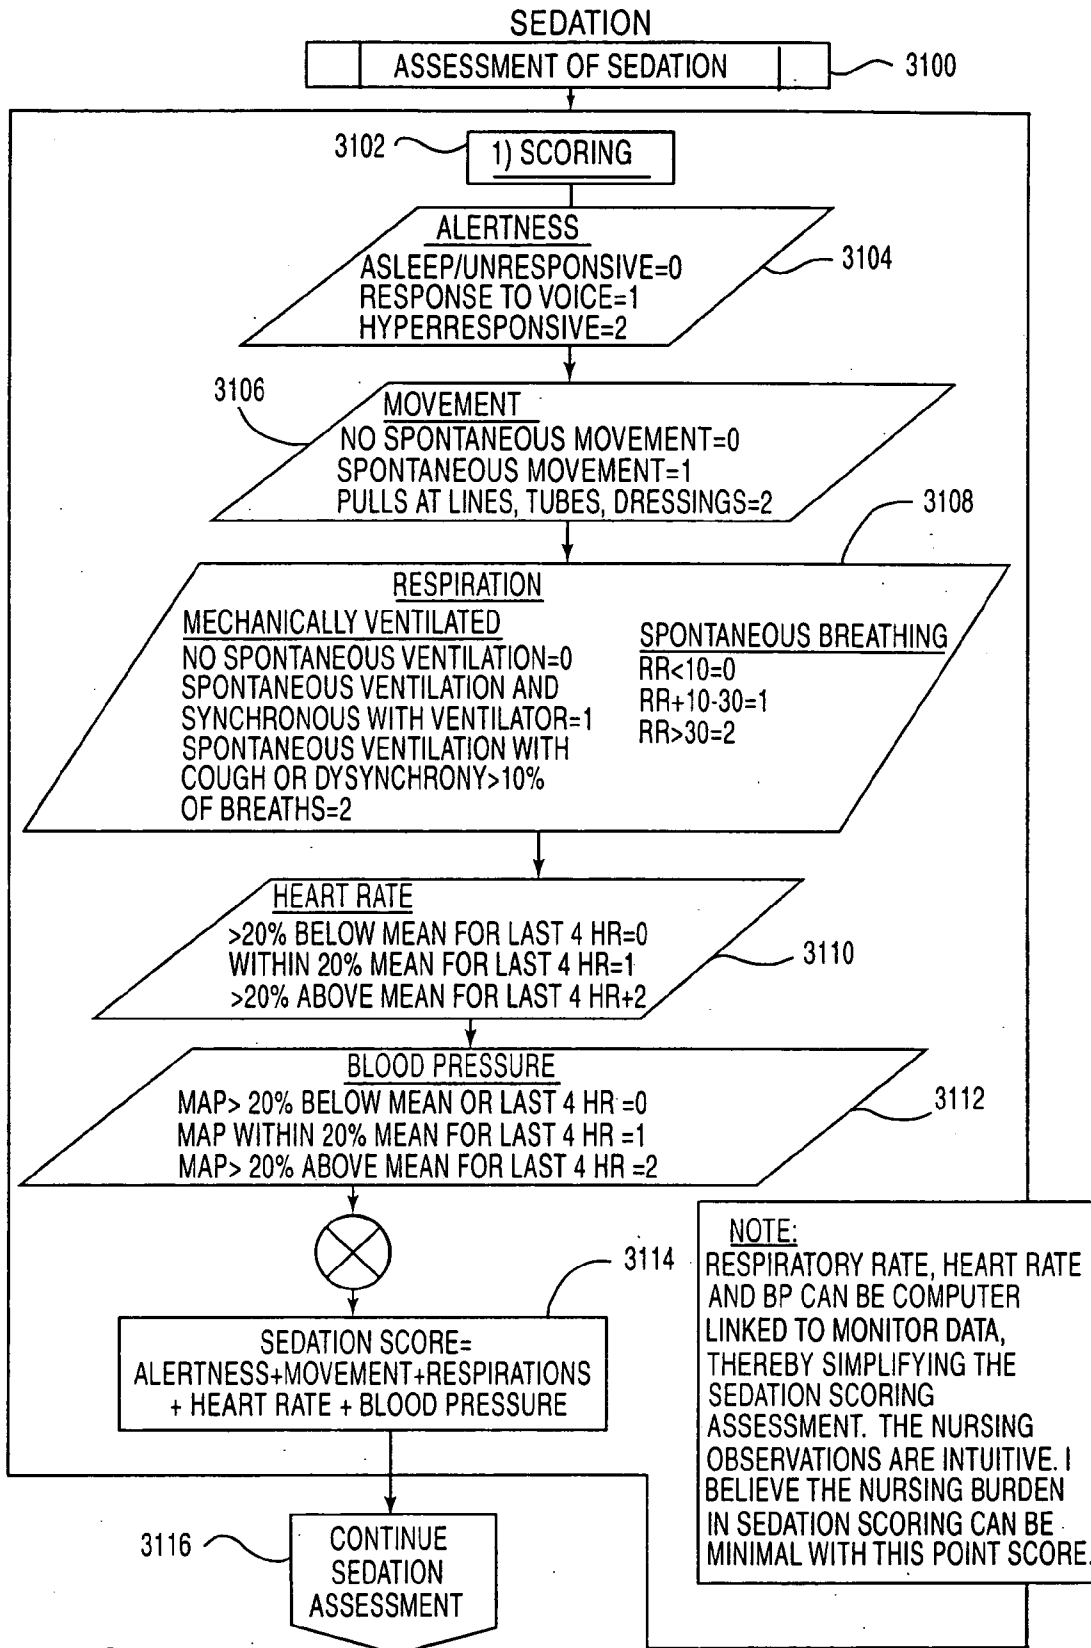 SEDATION
ASSESSMENT OF SEDATION
3100
3102
1) SCORING
ALERTNESS
ASLEEP/UNRESPONSIVE=0
RESPONSE TO VOICE=1
HYPERRESPONSIVE=2
3104
3106
MOVEMENT
NO SPONTANEOUS MOVEMENT=0
SPONTANEOUS MOVEMENT=1
PULLS AT LINES, TUBES, DRESSINGS=2
3108
RESPIRATION
MECHANICALLY VENTILATED
NO SPONTANEOUS VENTILATION=0
SPONTANEOUS VENTILATION AND
SYNCHRONOUS WITH VENTILATOR=1
SPONTANEOUS VENTILATION WITH
COUGH OR DYSYNCHRONY>10%
OF BREATHS=2
SPONTANEOUS BREATHING
RR<10=0
RR+10-30=1
RR>30=2
HEART RATE
>20% BELOW MEAN FOR LAST 4 HR=0
WITHIN 20% MEAN FOR LAST 4 HR=1
>20% ABOVE MEAN FOR LAST 4 HR+2
3110
BLOOD PRESSURE
MAP> 20% BELOW MEAN OR LAST 4 HR =0
MAP WITHIN 20% MEAN FOR LAST 4 HR =1
MAP> 20% ABOVE MEAN FOR LAST 4 HR =2
3112
3114
SEDATION SCORE=
ALERTNESS+MOVEMENT+RESPIRATIONS
+ HEART RATE + BLOOD PRESSURE
NOTE:
RESPIRATORY RATE, HEART RATE
AND BP CAN BE COMPUTER
LINKED TO MONITOR DATA,
THEREBY SIMPLIFYING THE
SEDATION SCORING
ASSESSMENT. THE NURSING
OBSERVATIONS ARE INTUITIVE. I
BELIEVE THE NURSING BURDEN
IN SEDATION SCORING CAN BE
MINIMAL WITH THIS POINT SCORE.
3116
CONTINUE
SEDATION
ASSESSMENT